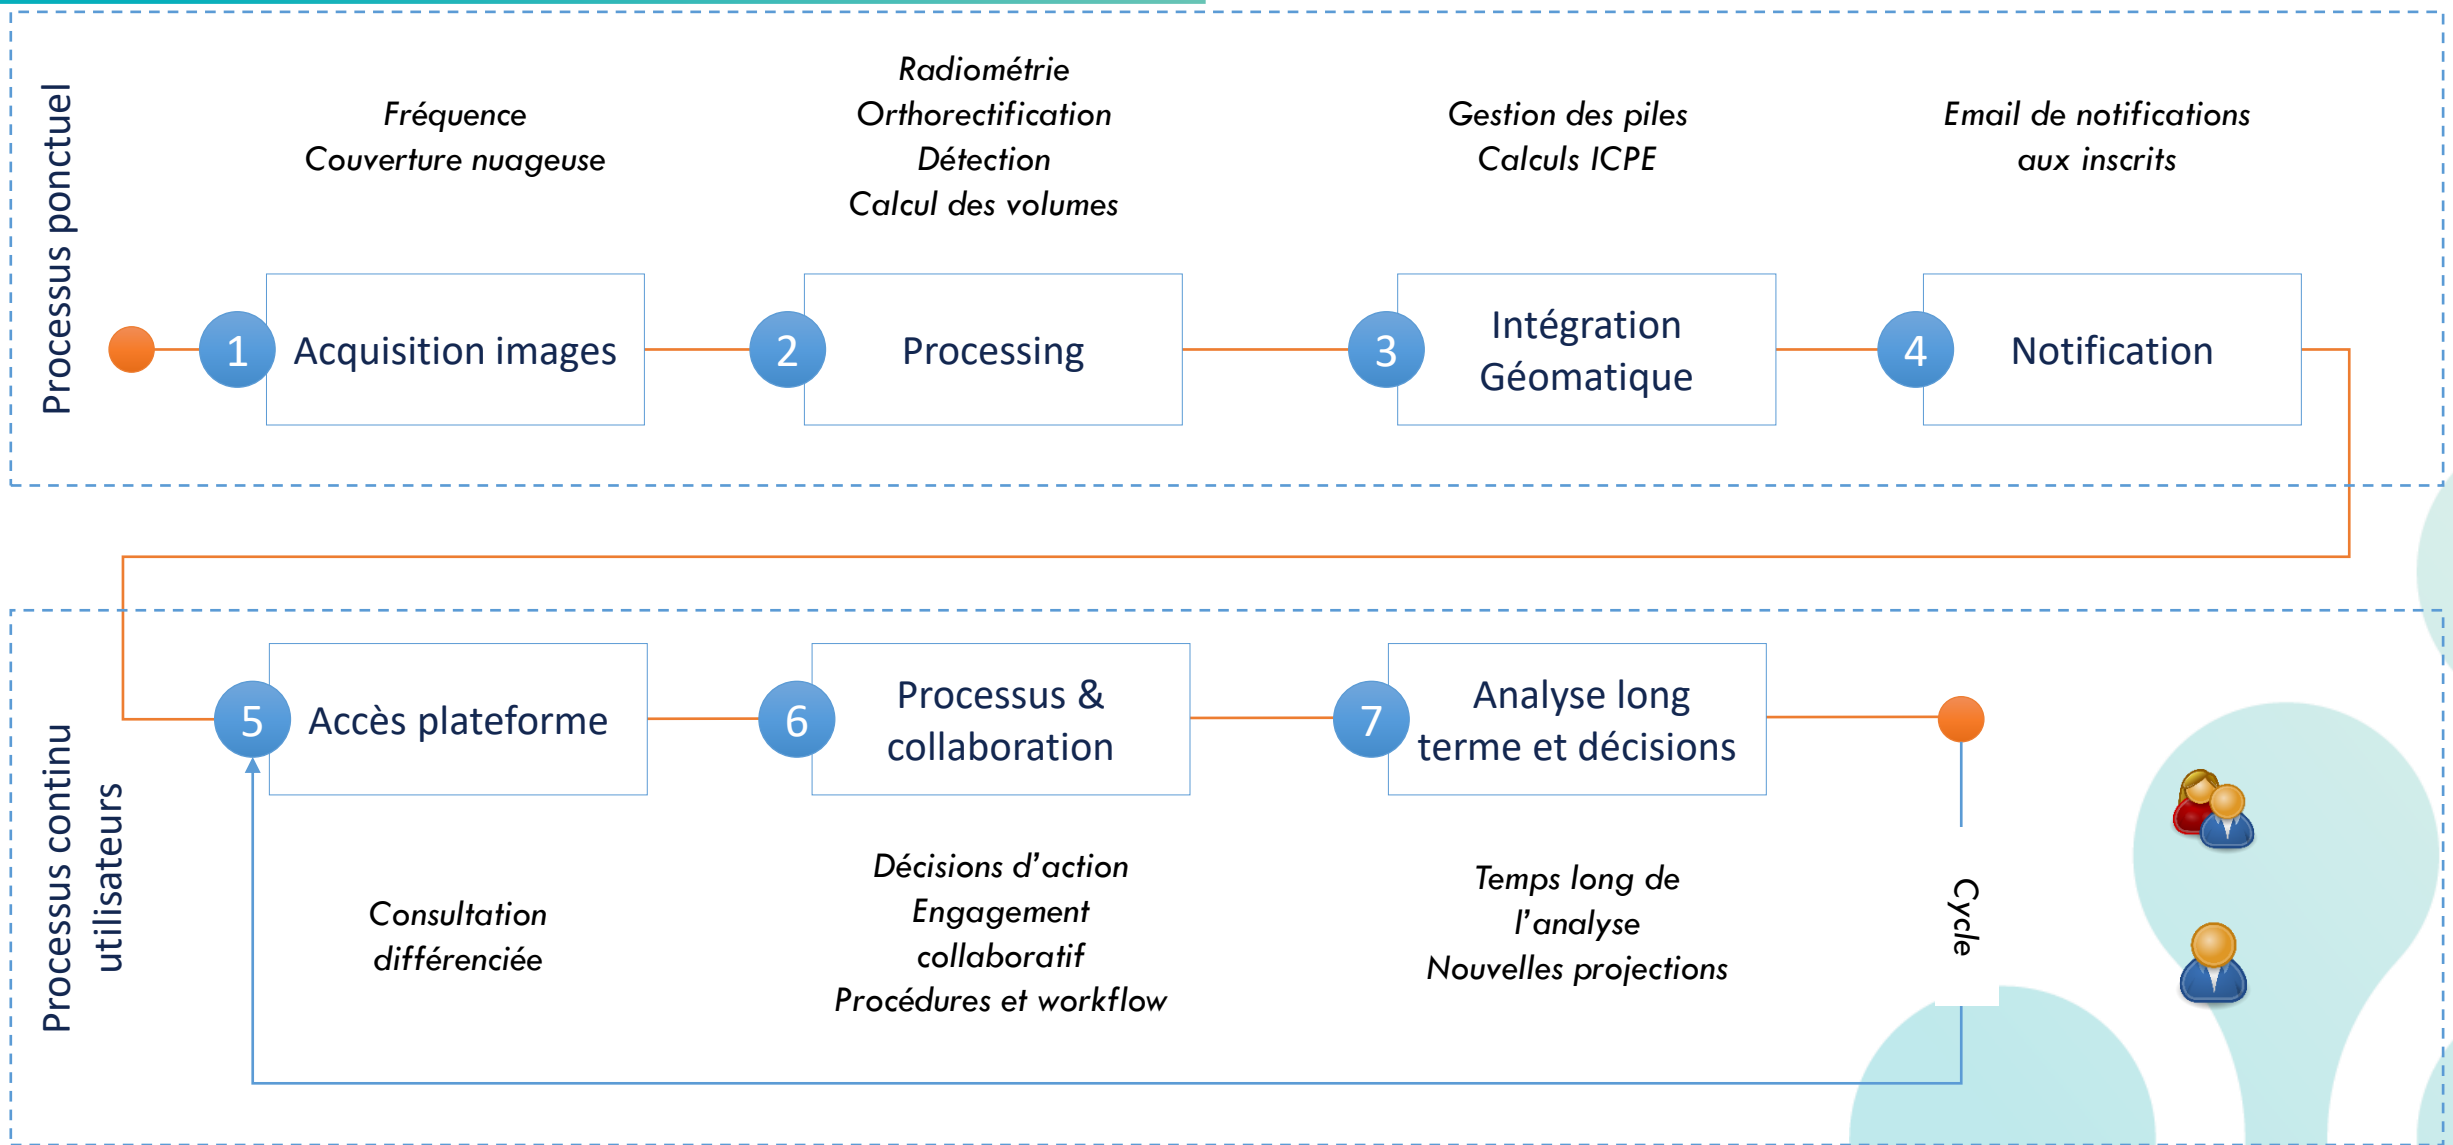 Processus ponctuel
Fréquence
Couverture nuageuse
Radiométrie
Orthorectification
Détection
Calcul des volumes
Gestion des piles
Calculs ICPE
Email de notifications
aux inscrits
1
Acquisition images
2
Processing
3
Intégration
Géomatique
4
Notification
Processus continu
utilisateurs
5
Accès plateforme
6
Processus &
collaboration
7
Analyse long
terme et décisions
Consultation
différenciée
Décisions d'action
Engagement
collaboratif
Procédures et workflow
Temps long de
l'analyse
Nouvelles projections
Cycle